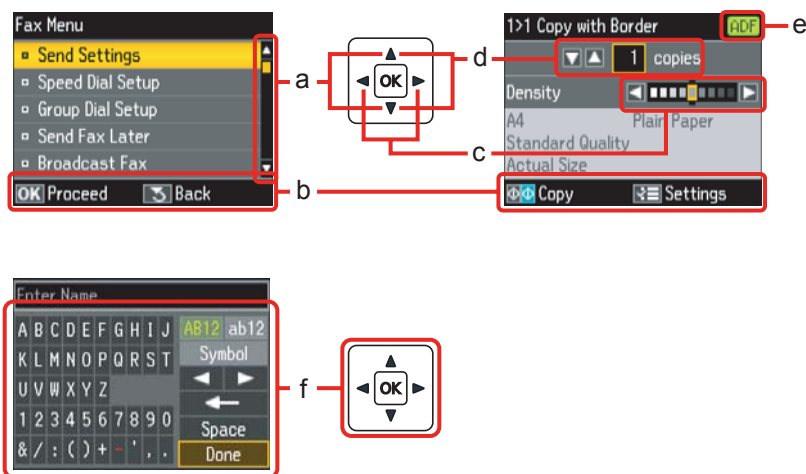 Fax Menu
Send Settings
Speed Dial Setup
Group Dial Setup
Send Fax Later
Broadcast Fax
OK Proceed Back
a
b
OK
d
c
1>1 Copy with Border ADF
e
1 copies
Density
A4 Plain Paper
Standard Quality
Actual Size
Copy Settings
Enter Name
A B C D E F G H I J AB12 ab12
K L M N O P Q R S T Symbol
U V W X Y Z
1 2 3 4 5 6 7 8 9 0 Space
& / : ( ) + - ' , . Done
f
OK